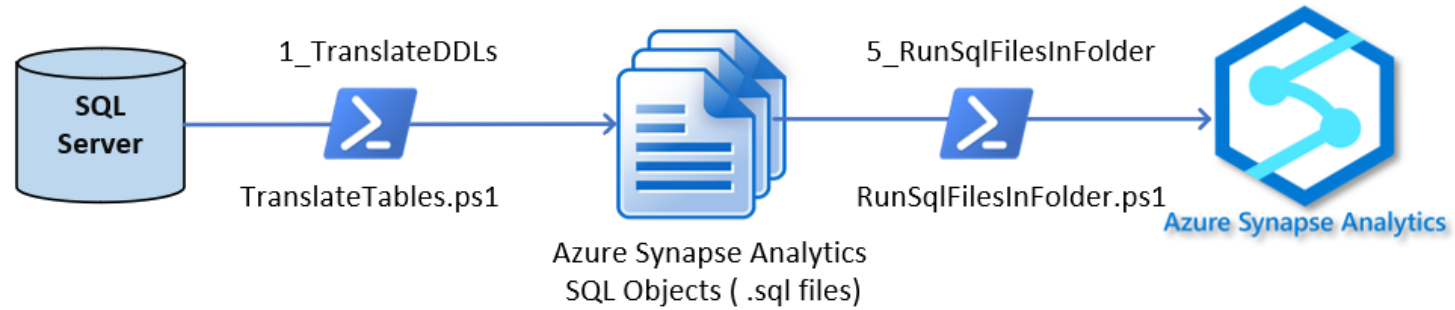 SQL
Server
1_TranslateDDLs
TranslateTables.ps1
Azure Synapse Analytics
SQL Objects ( .sql files)
5_RunSqlFilesInFolder
RunSqlFilesInFolder.ps1
Azure Synapse Analytics